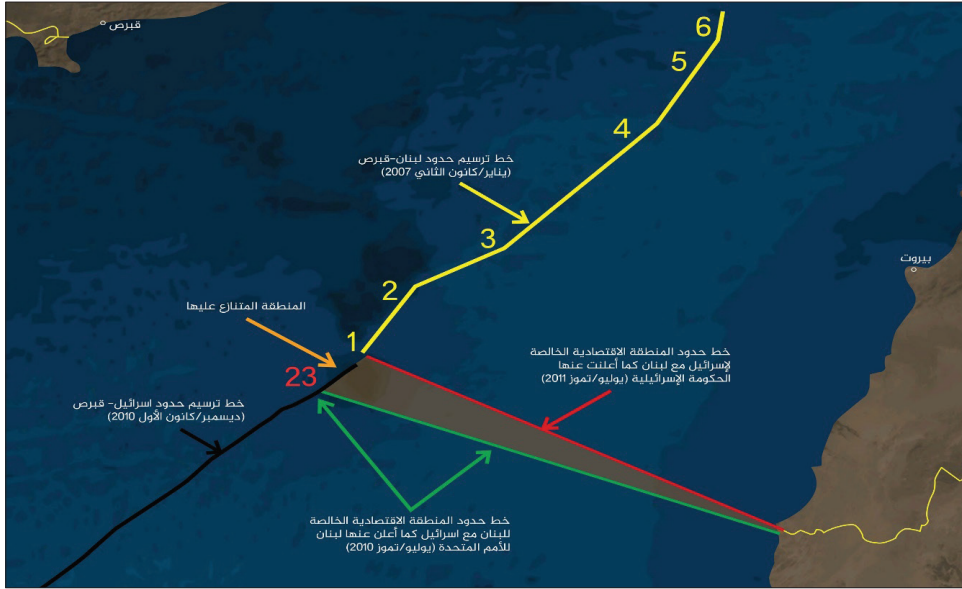 قبرص
6
5
4
خط ترسيم حدود لبنان-قبرص
(يناير/كانون الثاني 2007)
3
بيروت
2
المنطقة المتنازع عليها
1
خط حدود المنطقة الاقتصادية الخالصة
لإسرائيل مع لبنان كما أعلنت عنها
الحكومة الإسرائيلية (يوليو/تموز 2011)
23
خط ترسيم حدود اسرائيل- قبرص
(ديسمبر/كانون الأول 2010)
خط حدود المنطقة الاقتصادية الخالصة
للبنان مع اسرائيل كما أعلن عنها لبنان
للأمم المتحدة (يوليو/تموز 2010)